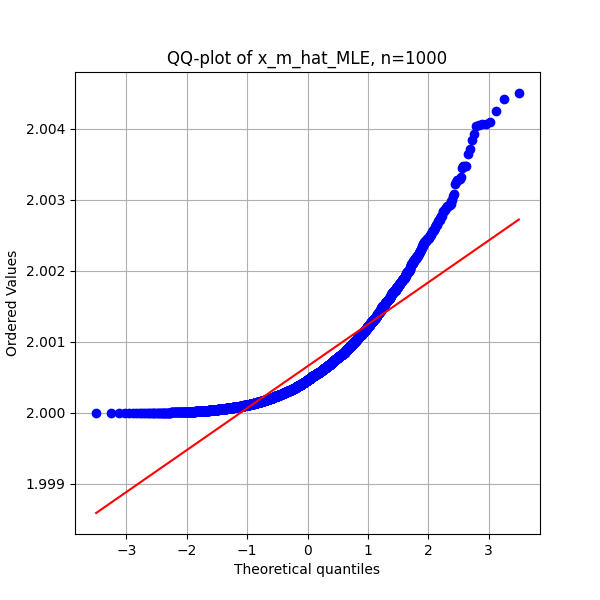 QQ-plot of x_m_hat_MLE, n=1000
Ordered Values
2.004
2.003
2.002
2.001
2.000
1.999
−3 −2 −1 0 1 2 3
Theoretical quantiles